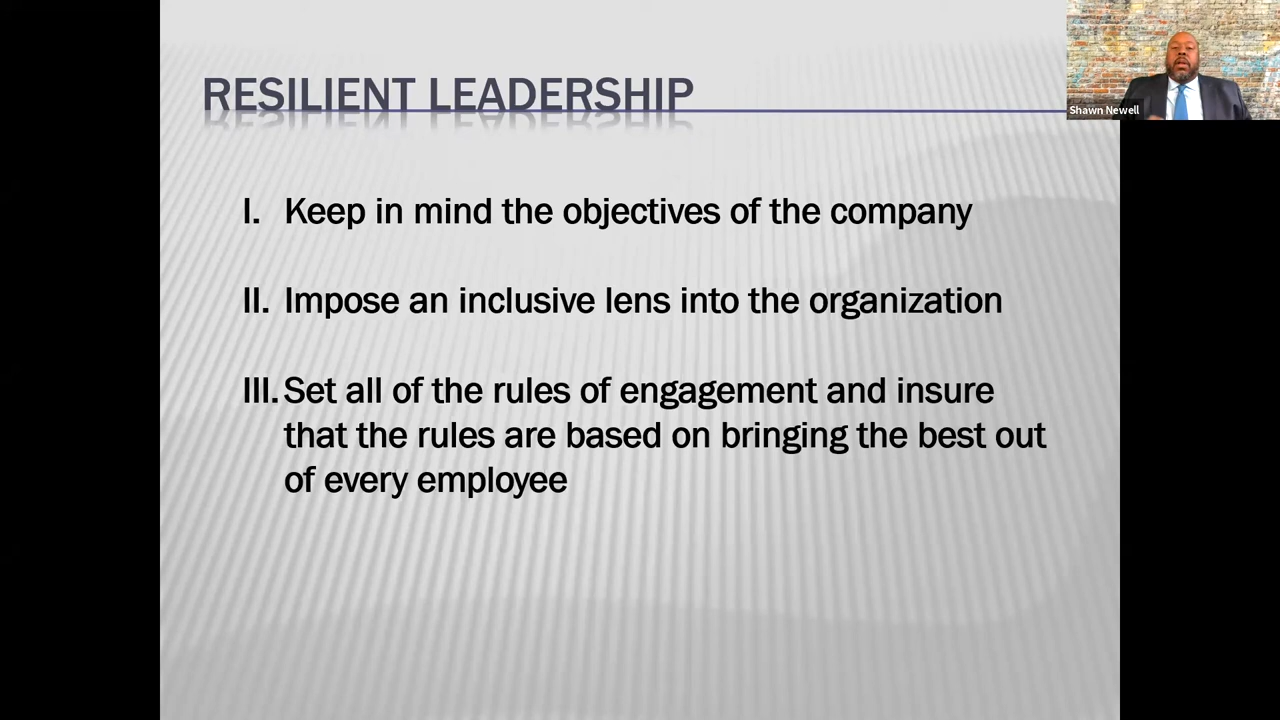 RESILIENT LEADERSHIP
Shawn Newell
I. Keep in mind the objectives of the company
II. Impose an inclusive lens into the organization
III. Set all of the rules of engagement and insure
that the rules are based on bringing the best out
of every employee